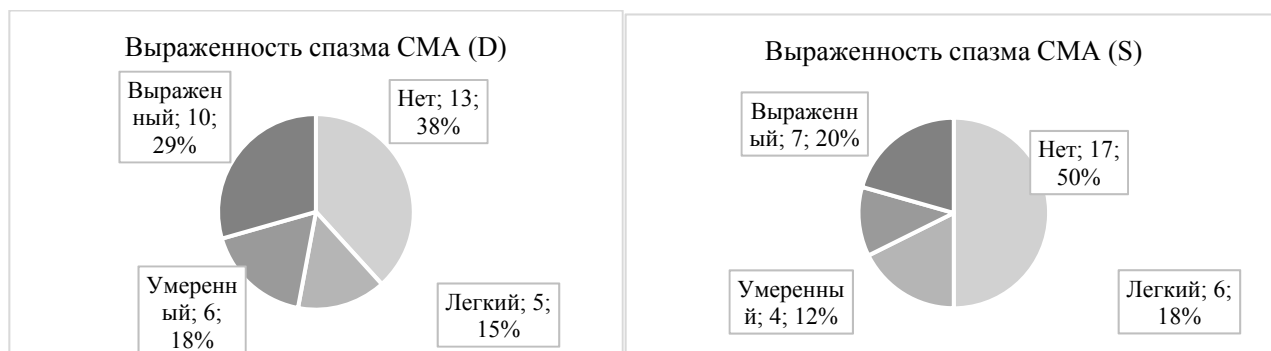 Выраженность спазма СМА (D)
Выражен
ный; 10;
29%
Нет; 13;
38%
Умеренн
ый; 6;
18%
Легкий; 5;
15%
Выраженность спазма СМА (S)
Выраженн
ый; 7; 20%
Нет; 17;
50%
Умеренны
й; 4; 12%
Легкий; 6;
18%